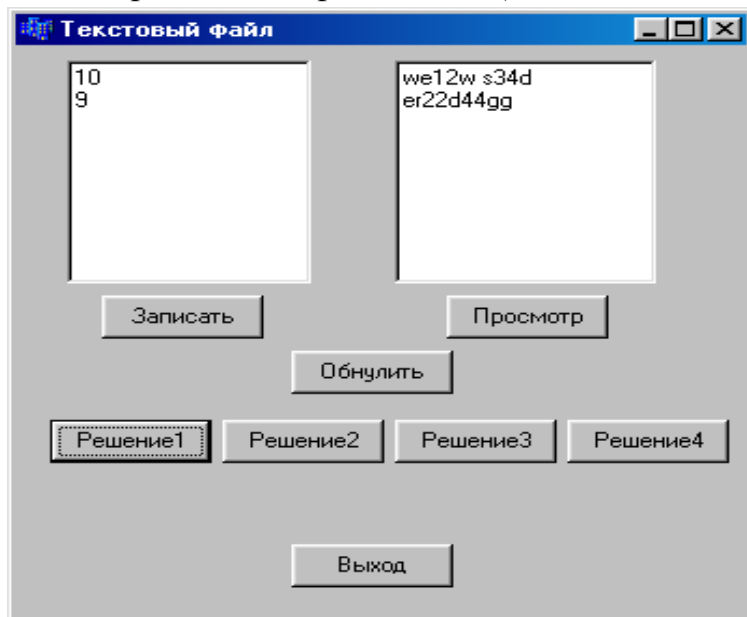 Текстовый файл
10
9
we12w s34d
er22d44gg
Записать
Просмотр
Обнулить
Решение1
Решение2
Решение3
Решение4
Выход